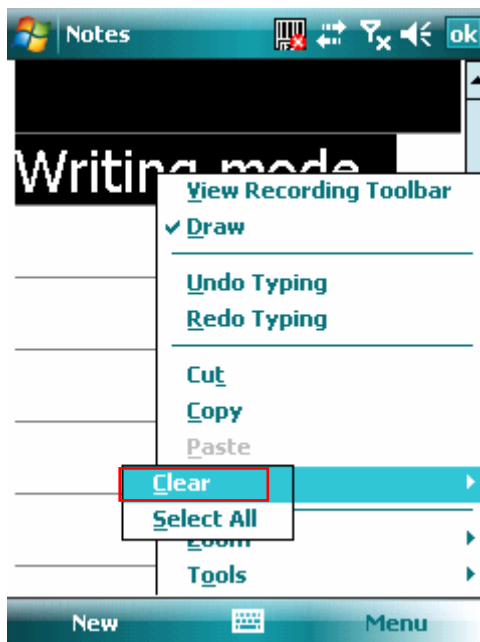 Notes
ok
Writing mode
View Recording Toolbar
✓ Draw
Undo Typing
Redo Typing
Cut
Copy
Paste
Clear
Select All
Zoom
Tools
New
Menu